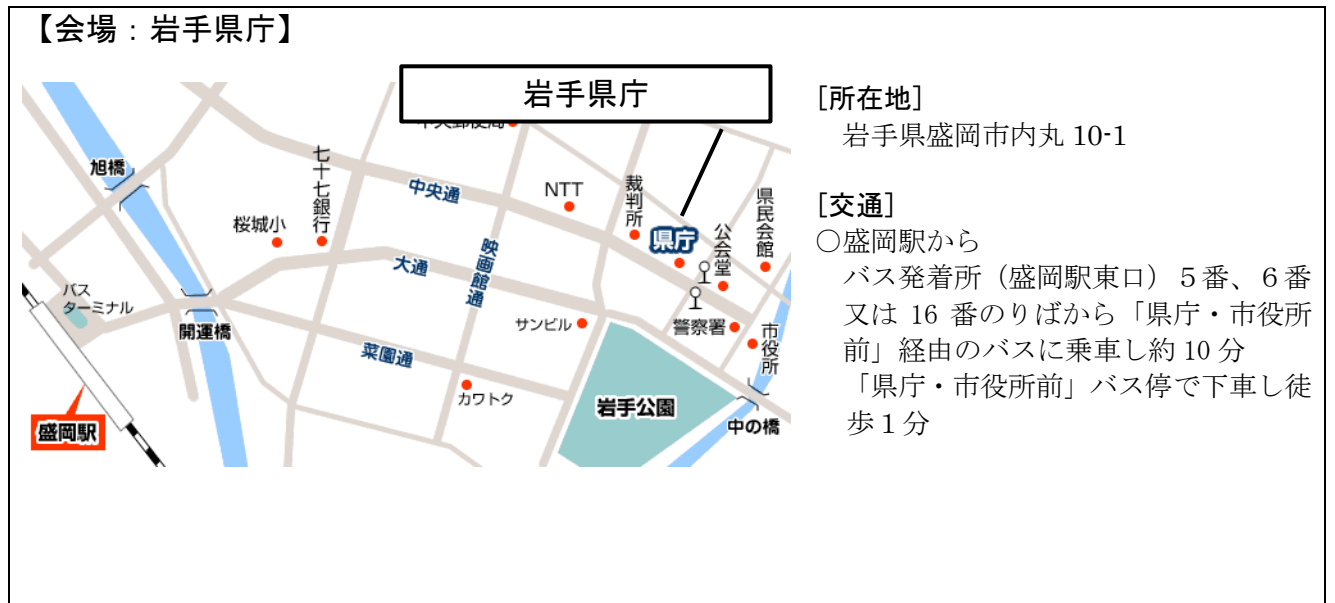 【会場：岩手県庁】
岩手県庁
旭橋
七十七銀行
桜城小
中央通
NTT
裁判所
県庁
公会堂
県民会館
大通
映画館通
バス
ターミナル
開運橋
サンビル
警察署
市役所
菜園通
カワトク
岩手公園
中の橋
盛岡駅
[所在地]
岩手県盛岡市内丸 10-1
[交通]
○盛岡駅から
バス発着所（盛岡駅東口）５番、６番
又は 16 番のりばから「県庁・市役所
前」経由のバスに乗車し約 10 分
「県庁・市役所前」バス停で下車し徒
歩１分